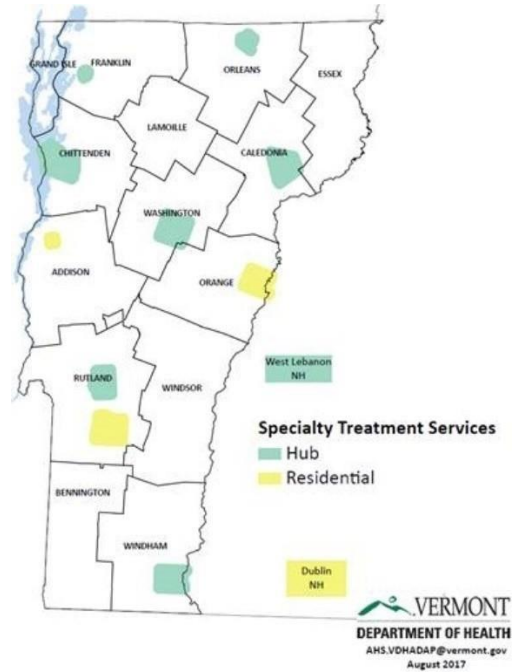 GRAND ISLE
FRANKLIN
ORLEANS
ESSEX
LAMOILLE
CHITTENDEN
CALEDONIA
WASHINGTON
ADDISON
ORANGE
West Lebanon
NH
RUTLAND
WINDSOR
Specialty Treatment Services
Hub
Residential
BENNINGTON
WINDHAM
Dublin
NH
VERMONT
DEPARTMENT OF HEALTH
AHS.VDHADAP@vermont.gov
August 2017